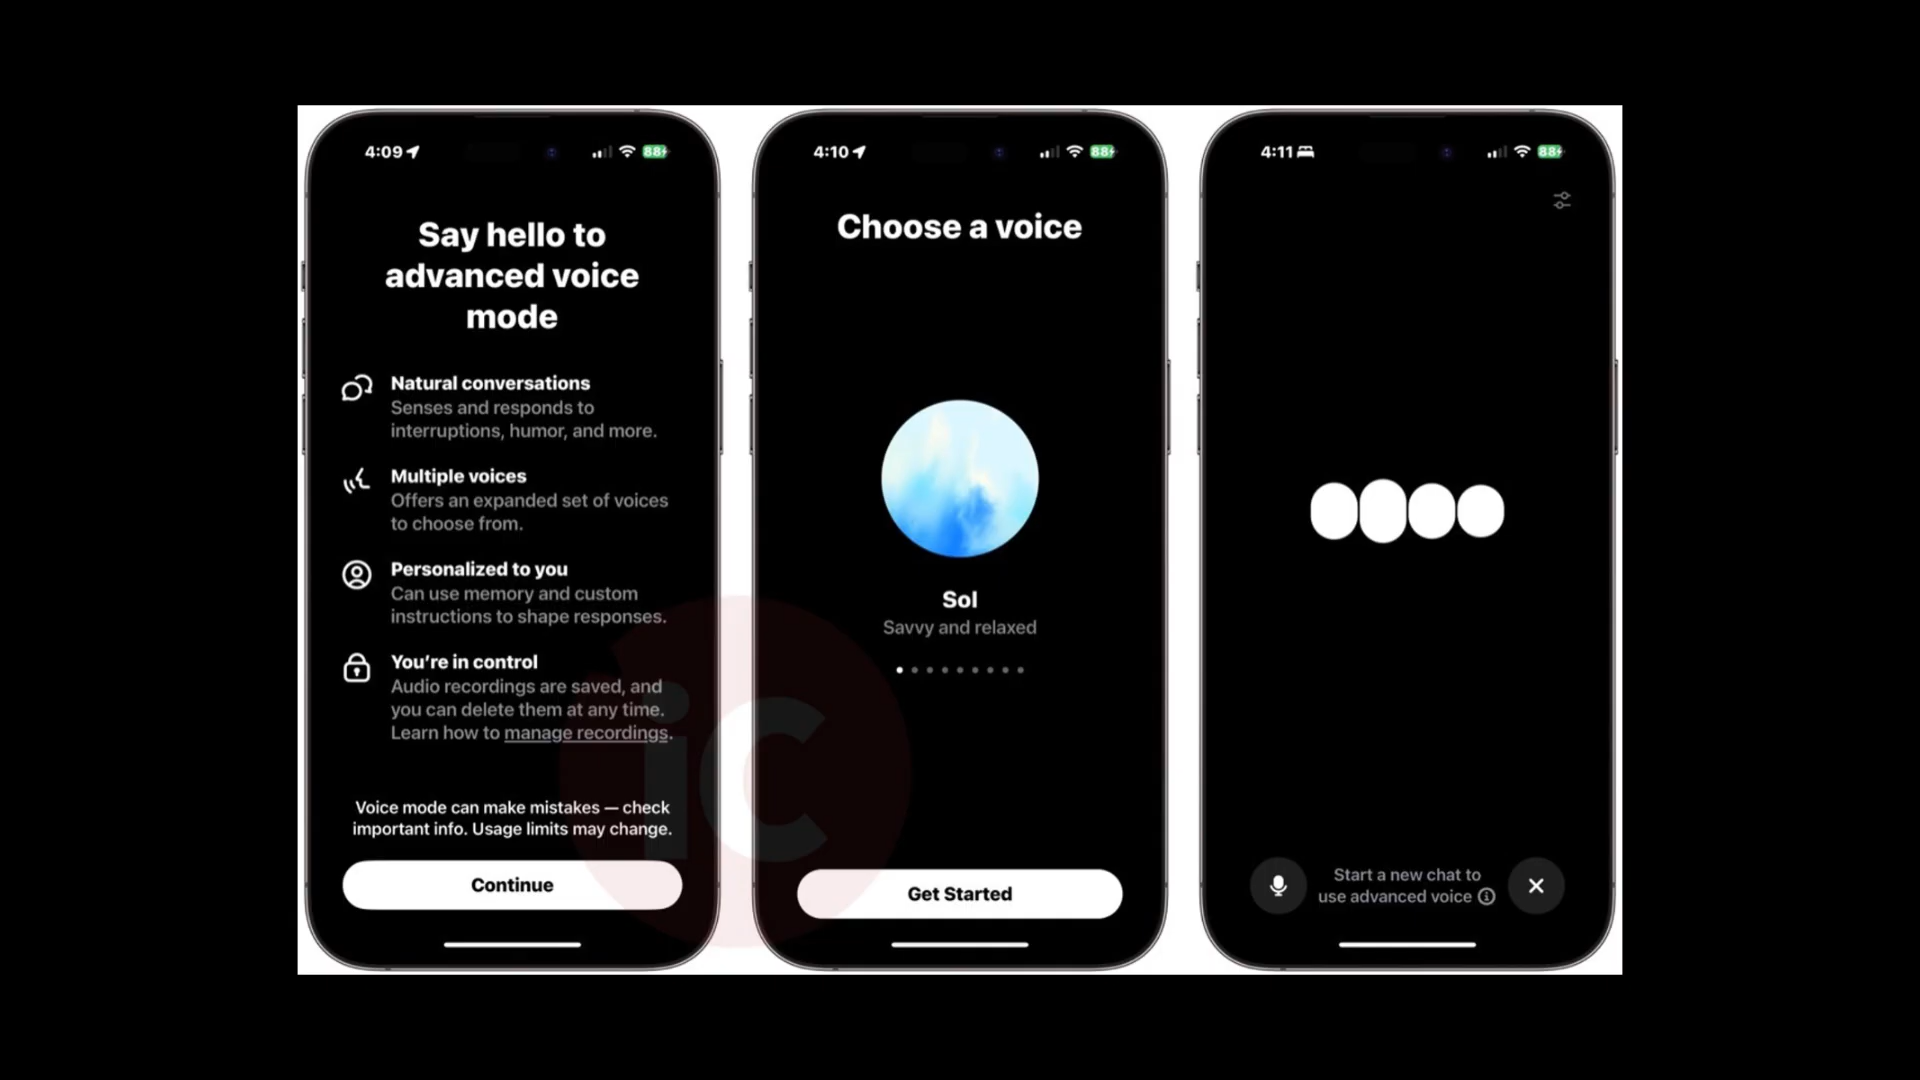 4:09
88
Say hello to
advanced voice
mode
Natural conversations
Senses and responds to
interruptions, humor, and more.
Multiple voices
Offers an expanded set of voices
to choose from.
Personalized to you
Can use memory and custom
instructions to shape responses.
You're in control
Audio recordings are saved, and
you can delete them at any time.
Learn how to manage recordings.
Voice mode can make mistakes — check
important info. Usage limits may change.
Continue
4:10
88
Choose a voice
Sol
Savvy and relaxed
Get Started
4:11
88
Start a new chat to
use advanced voice
iC